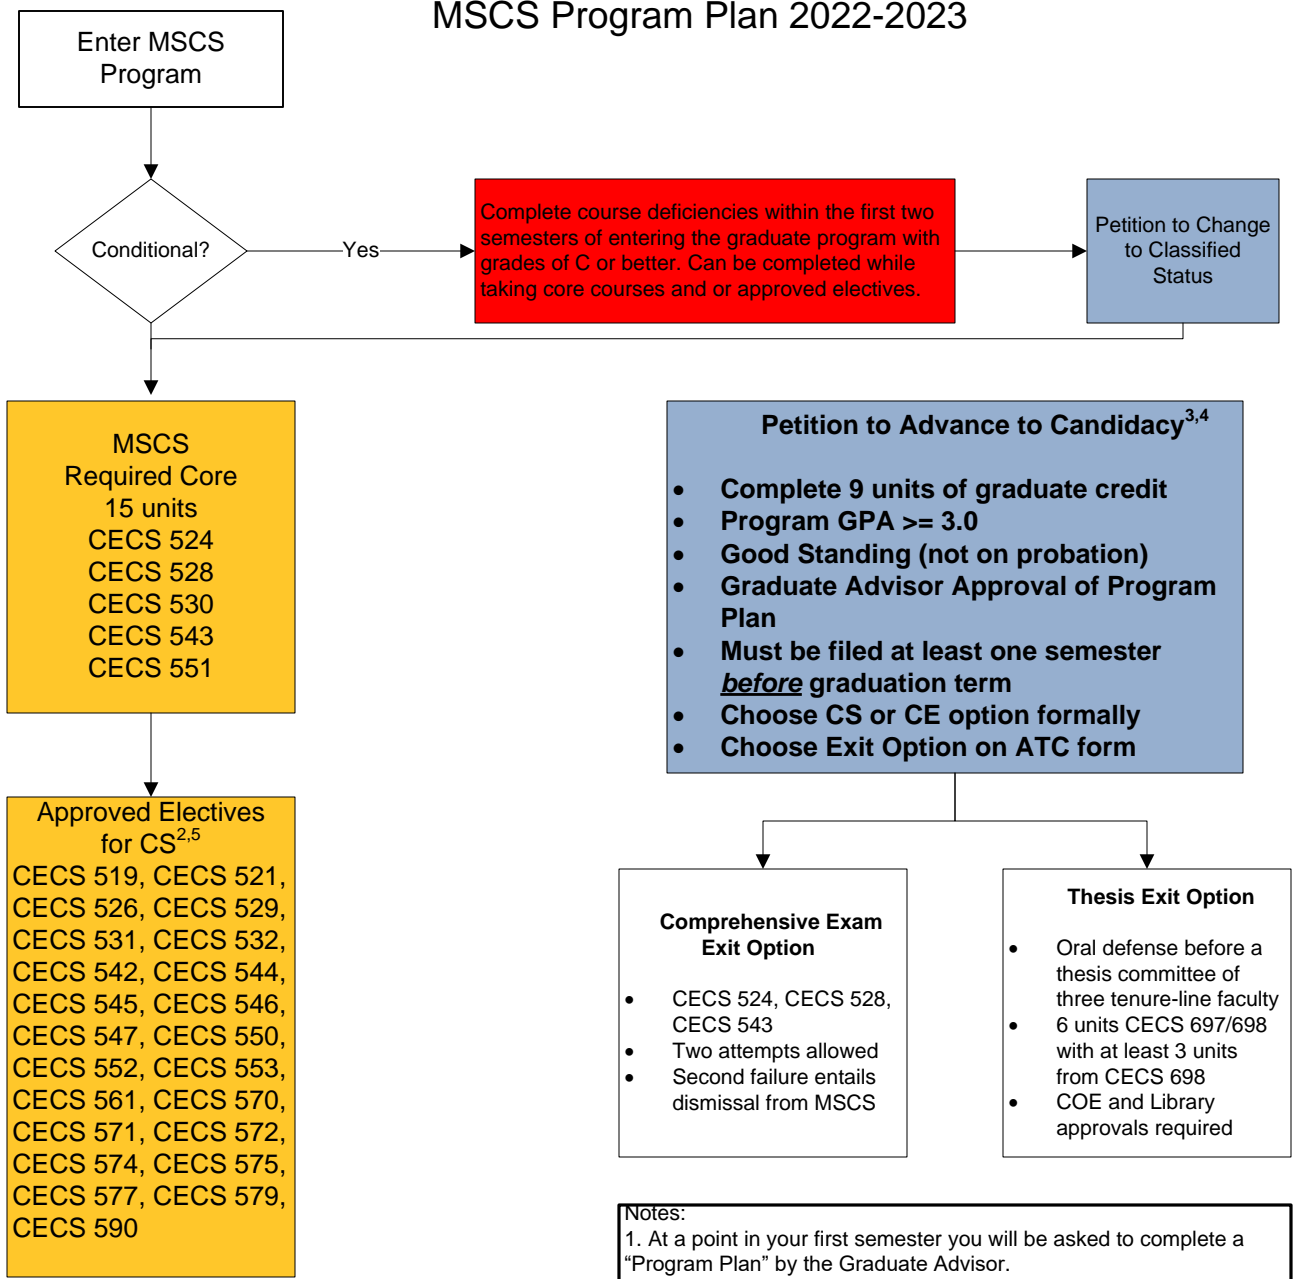 MSCS Program Plan 2022-2023
Enter MSCS
Program
Conditional?
Yes
Complete course deficiencies within the first two
semesters of entering the graduate program with
grades of C or better. Can be completed while
taking core courses and or approved electives.
Petition to Change
to Classified
Status
MSCS
Required Core
15 units
CECS 524
CECS 528
CECS 530
CECS 543
CECS 551
Approved Electives
for CS2,5
CECS 519, CECS 521,
CECS 526, CECS 529,
CECS 531, CECS 532,
CECS 542, CECS 544,
CECS 545, CECS 546,
CECS 547, CECS 550,
CECS 552, CECS 553,
CECS 561, CECS 570,
CECS 571, CECS 572,
CECS 574, CECS 575,
CECS 577, CECS 579,
CECS 590
Petition to Advance to Candidacy3,4
• Complete 9 units of graduate credit
• Program GPA >= 3.0
• Good Standing (not on probation)
• Graduate Advisor Approval of Program
Plan
• Must be filed at least one semester
before graduation term
• Choose CS or CE option formally
• Choose Exit Option on ATC form
Comprehensive Exam
Exit Option
• CECS 524, CECS 528,
CECS 543
• Two attempts allowed
• Second failure entails
dismissal from MSCS
Thesis Exit Option
• Oral defense before a
thesis committee of
three tenure-line faculty
• 6 units CECS 697/698
with at least 3 units
from CECS 698
• COE and Library
approvals required
Notes:
1. At a point in your first semester you will be asked to complete a
“Program Plan” by the Graduate Advisor.